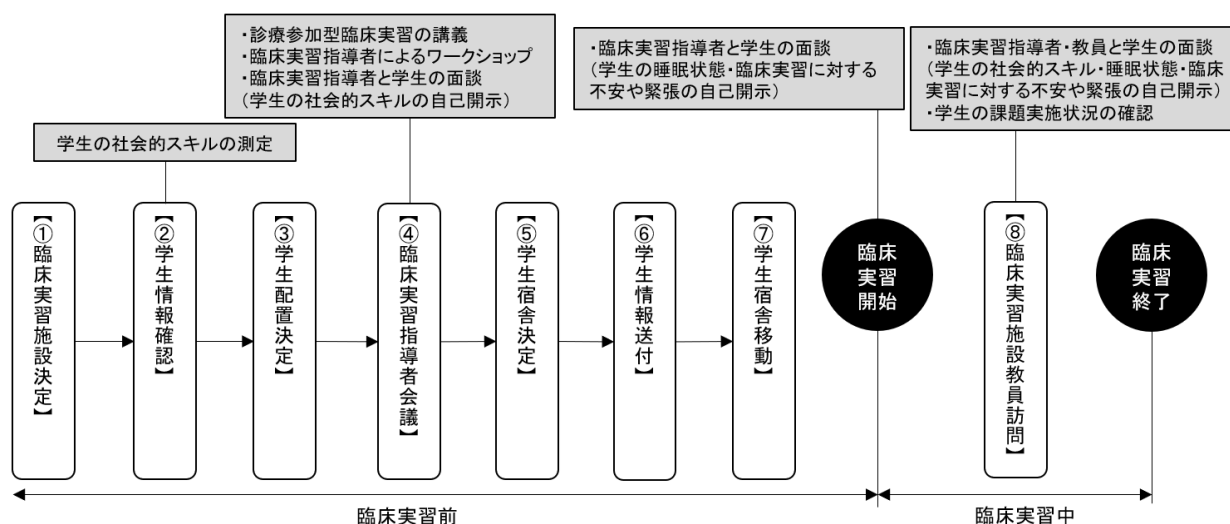 ・診療参加型臨床実習の講義
・臨床実習指導者によるワークショップ
・臨床実習指導者と学生の面談
(学生の社会的スキルの自己開示)
・臨床実習指導者と学生の面談
(学生の睡眠状態・臨床実習に対する
不安や緊張の自己開示)
・臨床実習指導者・教員と学生の面談
(学生の社会的スキル・睡眠状態・臨床
実習に対する不安や緊張の自己開示)
・学生の課題実施状況の確認
学生の社会的スキルの測定
【①臨床実習施設決定】
【②学生情報確認】
【③学生配置決定】
【④臨床実習指導者会議】
【⑤学生宿舎決定】
【⑥学生情報送付】
【⑦学生宿舎移動】
臨床
実習
開始
【⑧臨床実習施設教員訪問】
臨床
実習
終了
臨床実習前
臨床実習中